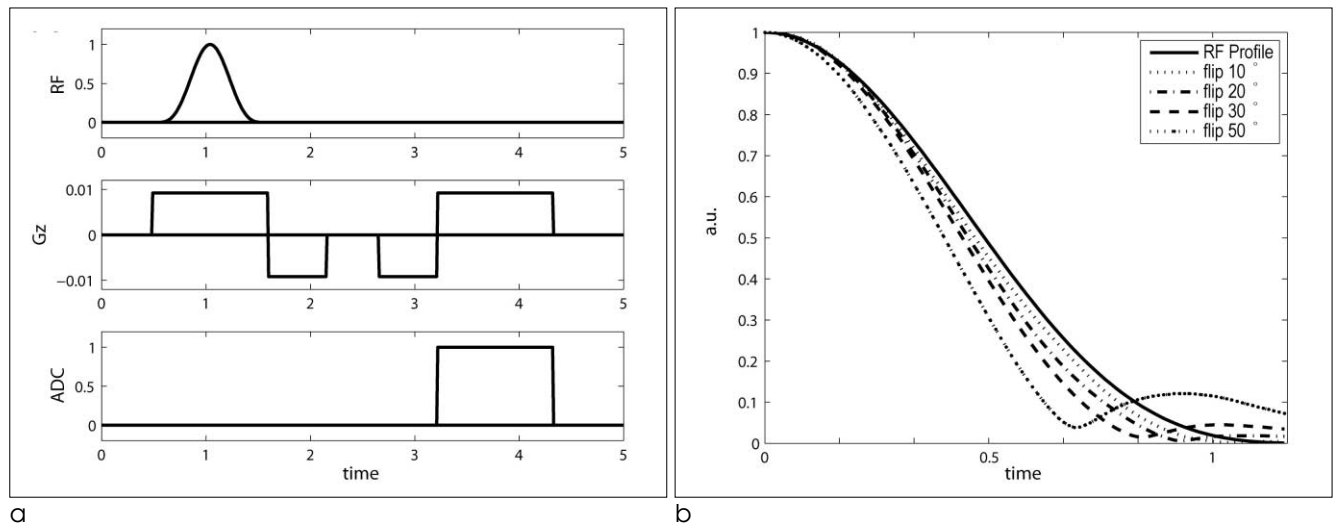 RF
1
0.5
0
0 1 2 3 4 5
Gz
0.01
0
−0.01
0 1 2 3 4 5
ADC
1
0.5
0
0 1 2 3 4 5
time
a
a.u.
1
0.9
0.8
0.7
0.6
0.5
0.4
0.3
0.2
0.1
0
0 0.5 1
time
RF Profile
flip 10 °
flip 20 °
flip 30 °
flip 50 °
b